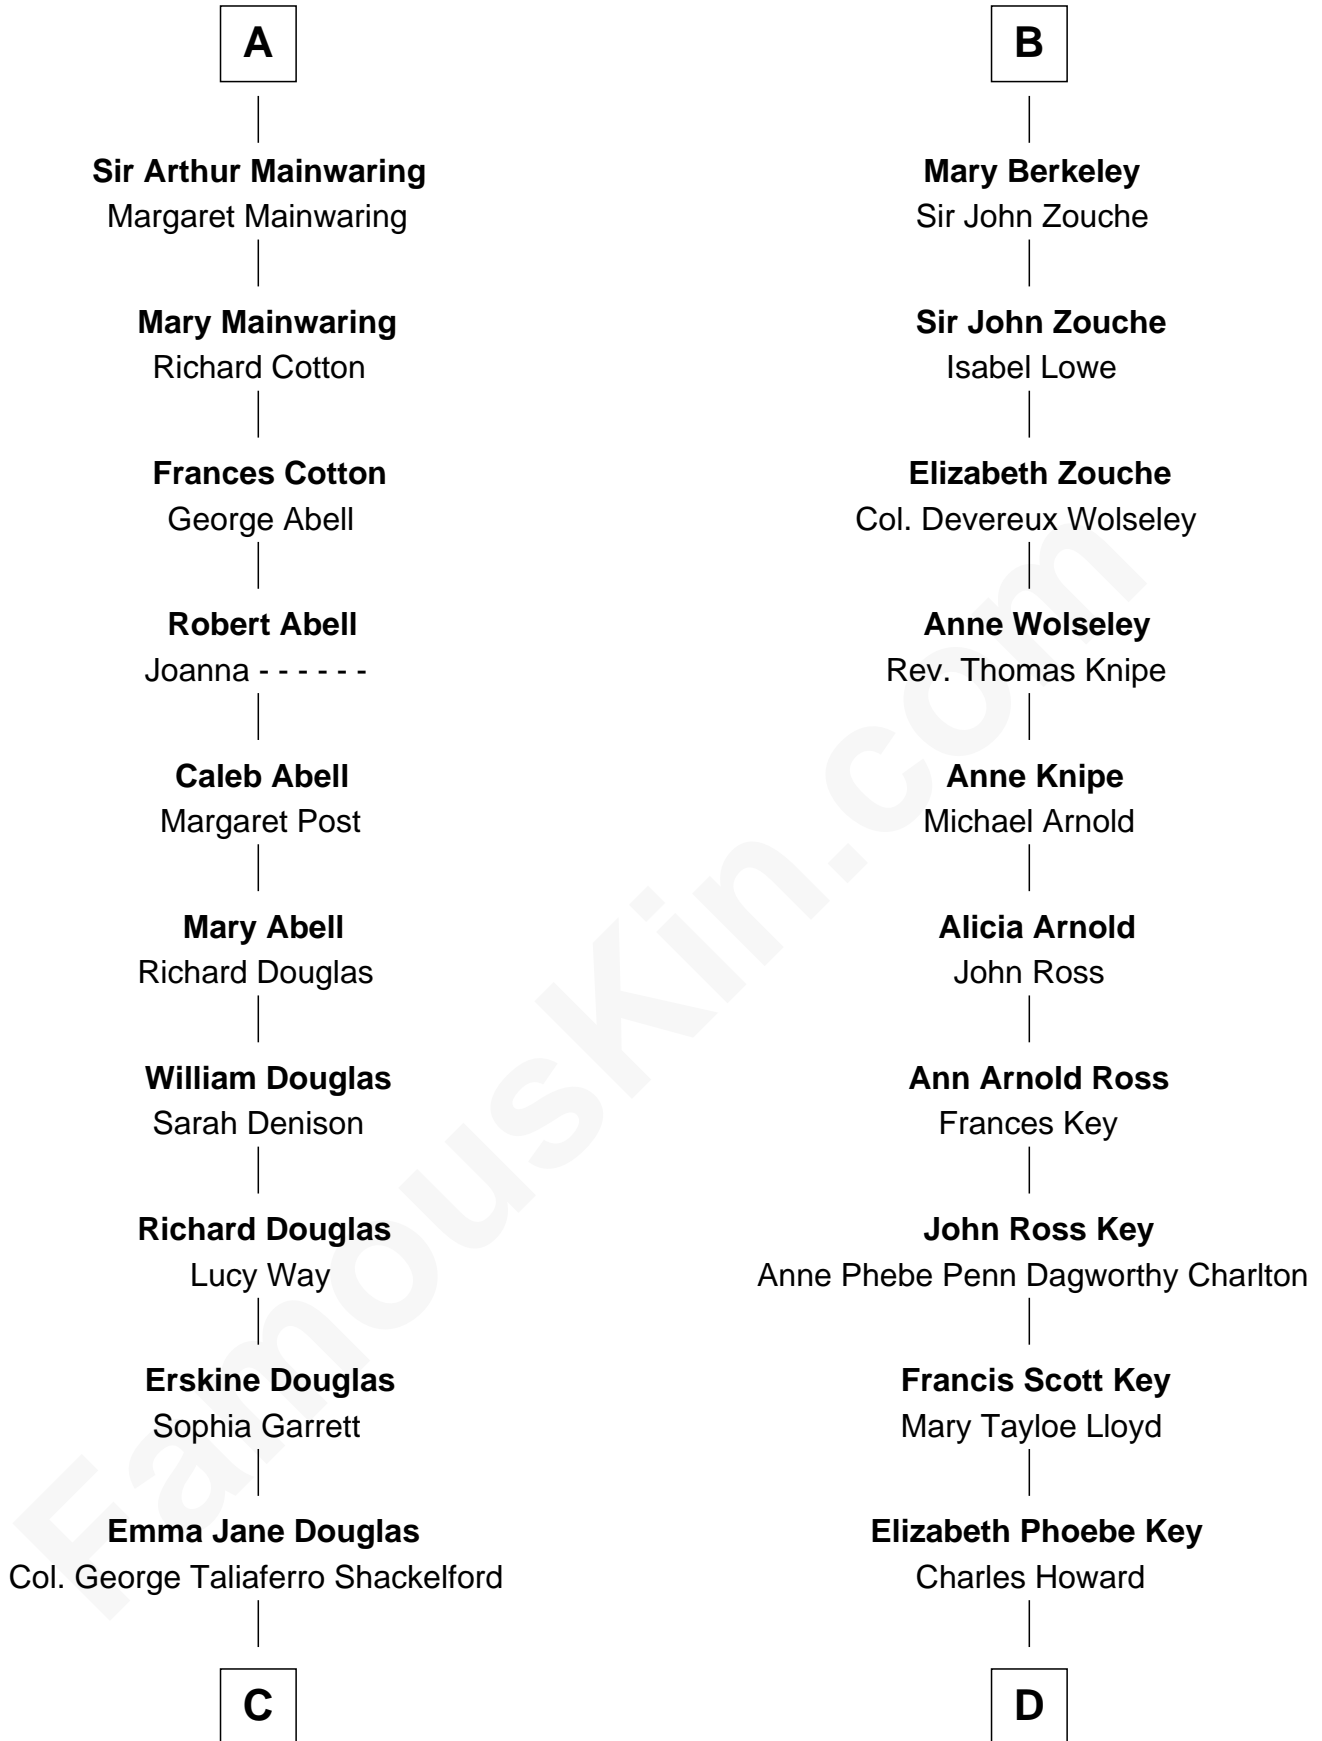 A
Sir Arthur Mainwaring
Margaret Mainwaring
Mary Mainwaring
Richard Cotton
Frances Cotton
George Abell
Robert Abell
Joanna - - - - - -
Caleb Abell
Margaret Post
Mary Abell
Richard Douglas
William Douglas
Sarah Denison
Richard Douglas
Lucy Way
Erskine Douglas
Sophia Garrett
Emma Jane Douglas
Col. George Taliaferro Shackelford
C
B
Mary Berkeley
Sir John Zouche
Sir John Zouche
Isabel Lowe
Elizabeth Zouche
Col. Devereux Wolseley
Anne Wolseley
Rev. Thomas Knipe
Anne Knipe
Michael Arnold
Alicia Arnold
John Ross
Ann Arnold Ross
Frances Key
John Ross Key
Anne Phebe Penn Dagworthy Charlton
Francis Scott Key
Mary Tayloe Lloyd
Elizabeth Phoebe Key
Charles Howard
D
FamousKin.com